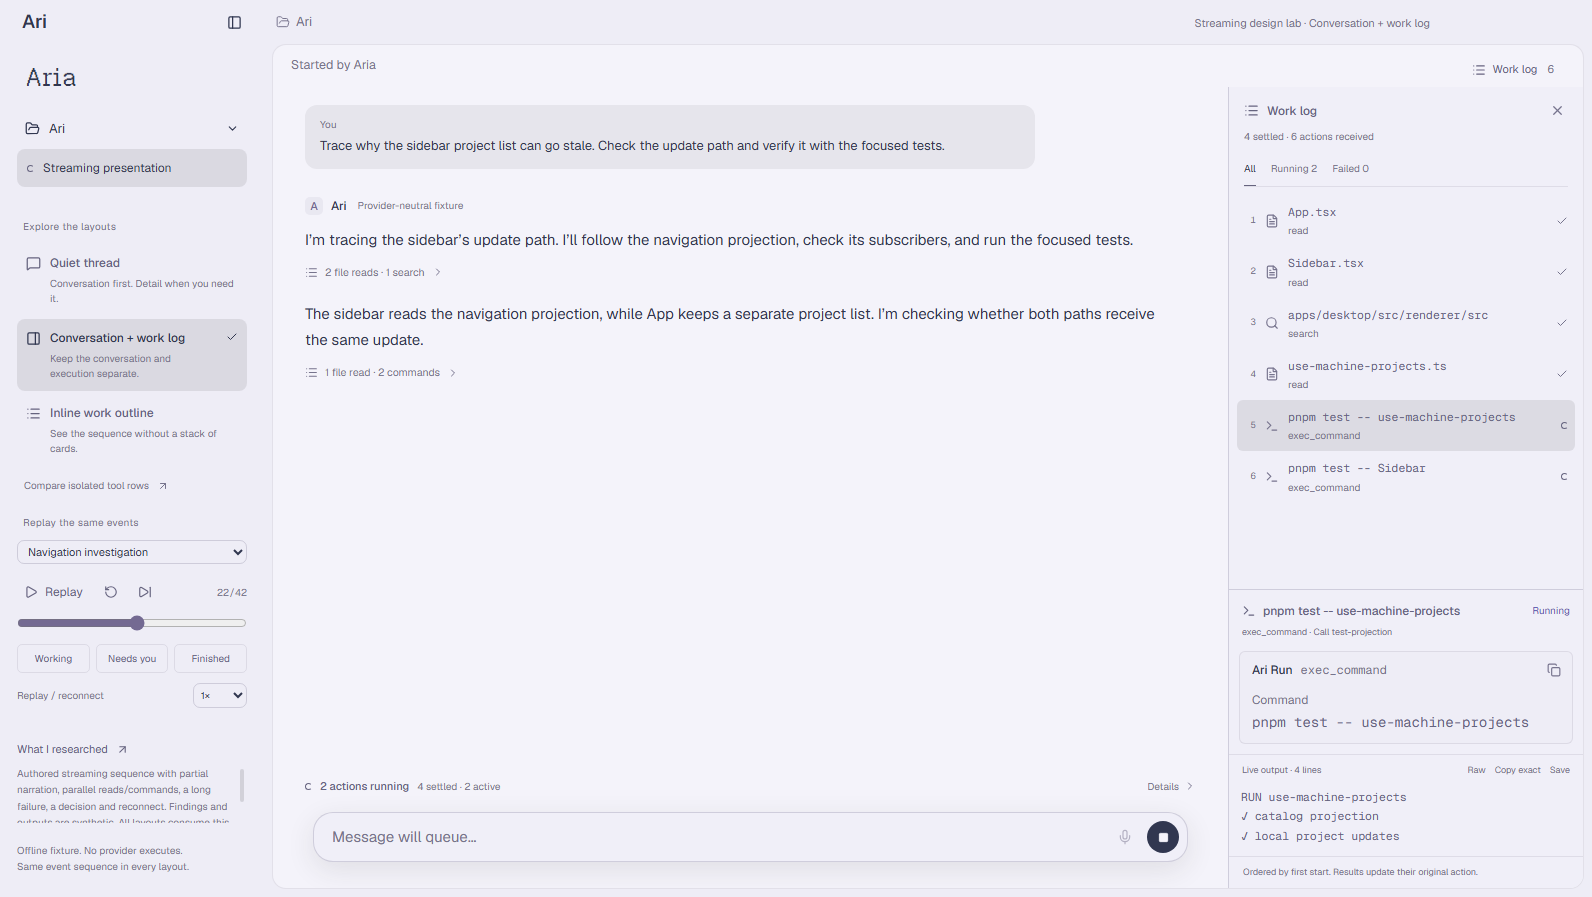 Ari
Aria
Ari
Streaming presentation
Explore the layouts
Quiet thread
Conversation first. Detail when you need
it.
Conversation + work log
Keep the conversation and
execution separate.
Inline work outline
See the sequence without a stack of
cards.
Compare isolated tool rows
Replay the same events
Navigation investigation
Replay
22/42
Working
Needs you
Finished
Replay / reconnect
1×
What I researched
Authored streaming sequence with partial
narration, parallel reads/commands, a long
failure, a decision and reconnect. Findings and
outputs are synthetic. All layouts consume this
Offline fixture. No provider executes.
Same event sequence in every layout.
Ari
Streaming design lab · Conversation + work log
Started by Aria
Work log 6
You
Trace why the sidebar project list can go stale. Check the update path and verify it with the focused tests.
A Ari Provider-neutral fixture
I'm tracing the sidebar's update path. I'll follow the navigation projection, check its subscribers, and run the focused tests.
2 file reads · 1 search
The sidebar reads the navigation projection, while App keeps a separate project list. I'm checking whether both paths receive
the same update.
1 file read · 2 commands
2 actions running 4 settled · 2 active
Details
Message will queue...
Work log
4 settled · 6 actions received
All Running 2 Failed 0
1 App.tsx
read
2 Sidebar.tsx
read
3 apps/desktop/src/renderer/src
search
4 use-machine-projects.ts
read
5 pnpm test -- use-machine-projects
exec_command
6 pnpm test -- Sidebar
exec_command
pnpm test -- use-machine-projects
Running
exec_command · Call test-projection
Ari Run exec_command
Command
pnpm test -- use-machine-projects
Live output · 4 lines
Raw Copy exact Save
RUN use-machine-projects
✓ catalog projection
✓ local project updates
Ordered by first start. Results update their original action.